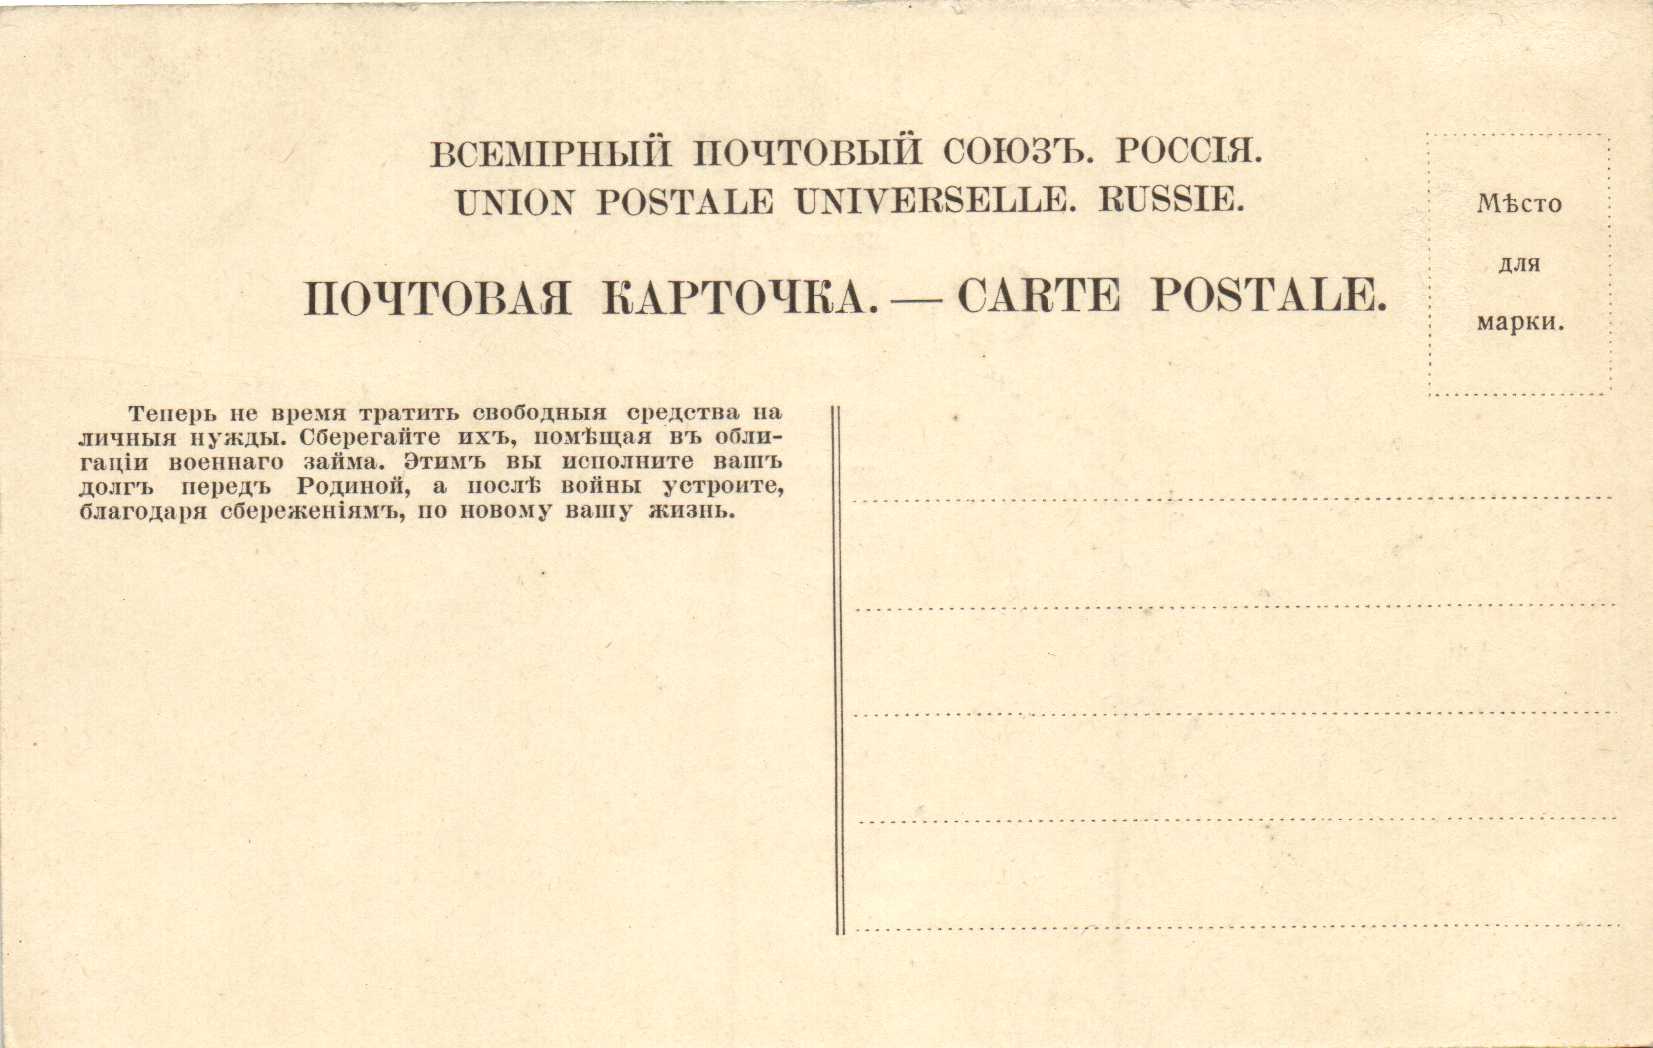 ВСЕМІРНЫЙ ПОЧТОВЫЙ СОЮЗЪ. РОССІЯ.
UNION POSTALE UNIVERSELLE. RUSSIE.
ПОЧТОВАЯ КАРТОЧКА. — CARTE POSTALE.
Мѣсто
для
марки.
Теперь не время тратить свободныя средства на
личныя нужды. Сберегайте ихъ, помѣщая въ обли-
гаціи военнаго займа. Этимъ вы исполните вашъ
долгъ передъ Родиной, а послѣ войны устроите,
благодаря сбереженіямъ, по новому вашу жизнь.